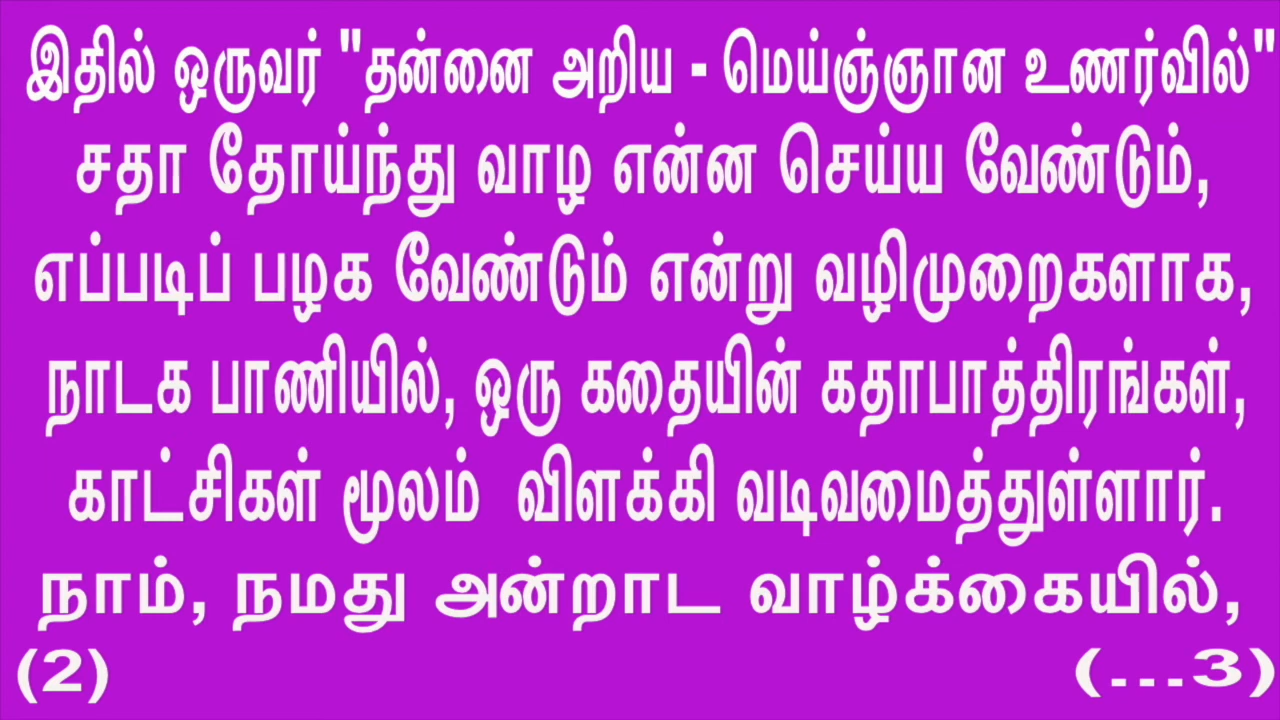 இதில் ஒருவர் "தன்னை அறிய - மெய்ஞ்ஞான உணர்வில்"
சதா தோய்ந்து வாழ என்ன செய்ய வேண்டும்,
எப்படிப் பழக வேண்டும் என்று வழிமுறைகளாக,
நாடக பாணியில், ஒரு கதையின் கதாபாத்திரங்கள்,
காட்சிகள் மூலம் விளக்கி வடிவமைத்துள்ளார்.
நாம், நமது அன்றாட வாழ்க்கையில்,
(2) (...3)